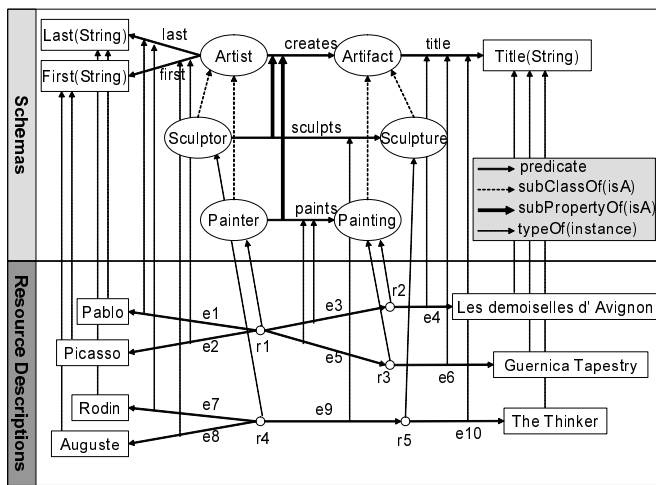 Schemas
Last(String)
First(String)
last
first
Artist
creates
Artifact
title
Title(String)
Sculptor
sculpts
Sculpture
Painter
paints
Painting
predicate
subClassOf(isA)
subPropertyOf(isA)
typeOf(instance)
Resource Descriptions
Pablo
Picasso
Rodin
Auguste
e1
e2
r1
e3
e5
r2
r3
e4
e6
Les demoiselles d' Avignon
Guernica Tapestry
e7
e8
r4
e9
r5
e10
The Thinker